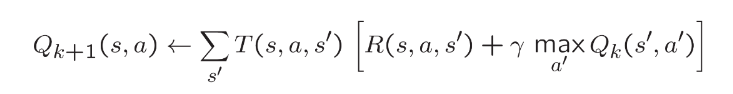 Q_{k+1}(s, a) ← ∑_{s′} T(s, a, s′) [R(s, a, s′) + γ max_{a′} Q_k(s′, a′)]